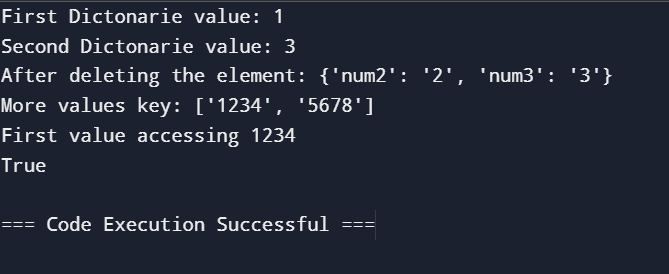 First Dictonarie value: 1
Second Dictonarie value: 3
After deleting the element: {'num2': '2', 'num3': '3'}
More values key: ['1234', '5678']
First value accessing 1234
True
=== Code Execution Successful ===